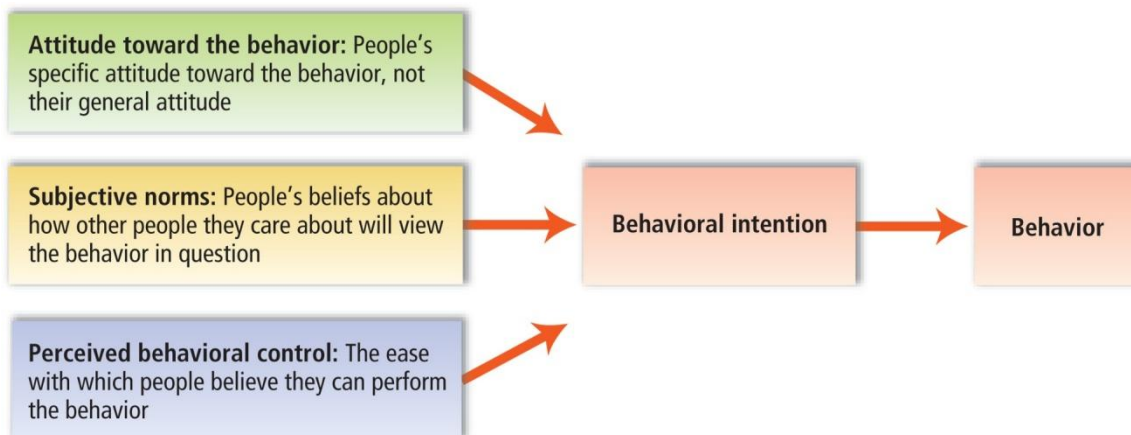 Attitude toward the behavior: People's
specific attitude toward the behavior, not
their general attitude
Subjective norms: People's beliefs about
how other people they care about will view
the behavior in question
Perceived behavioral control: The ease
with which people believe they can perform
the behavior
Behavioral intention
Behavior